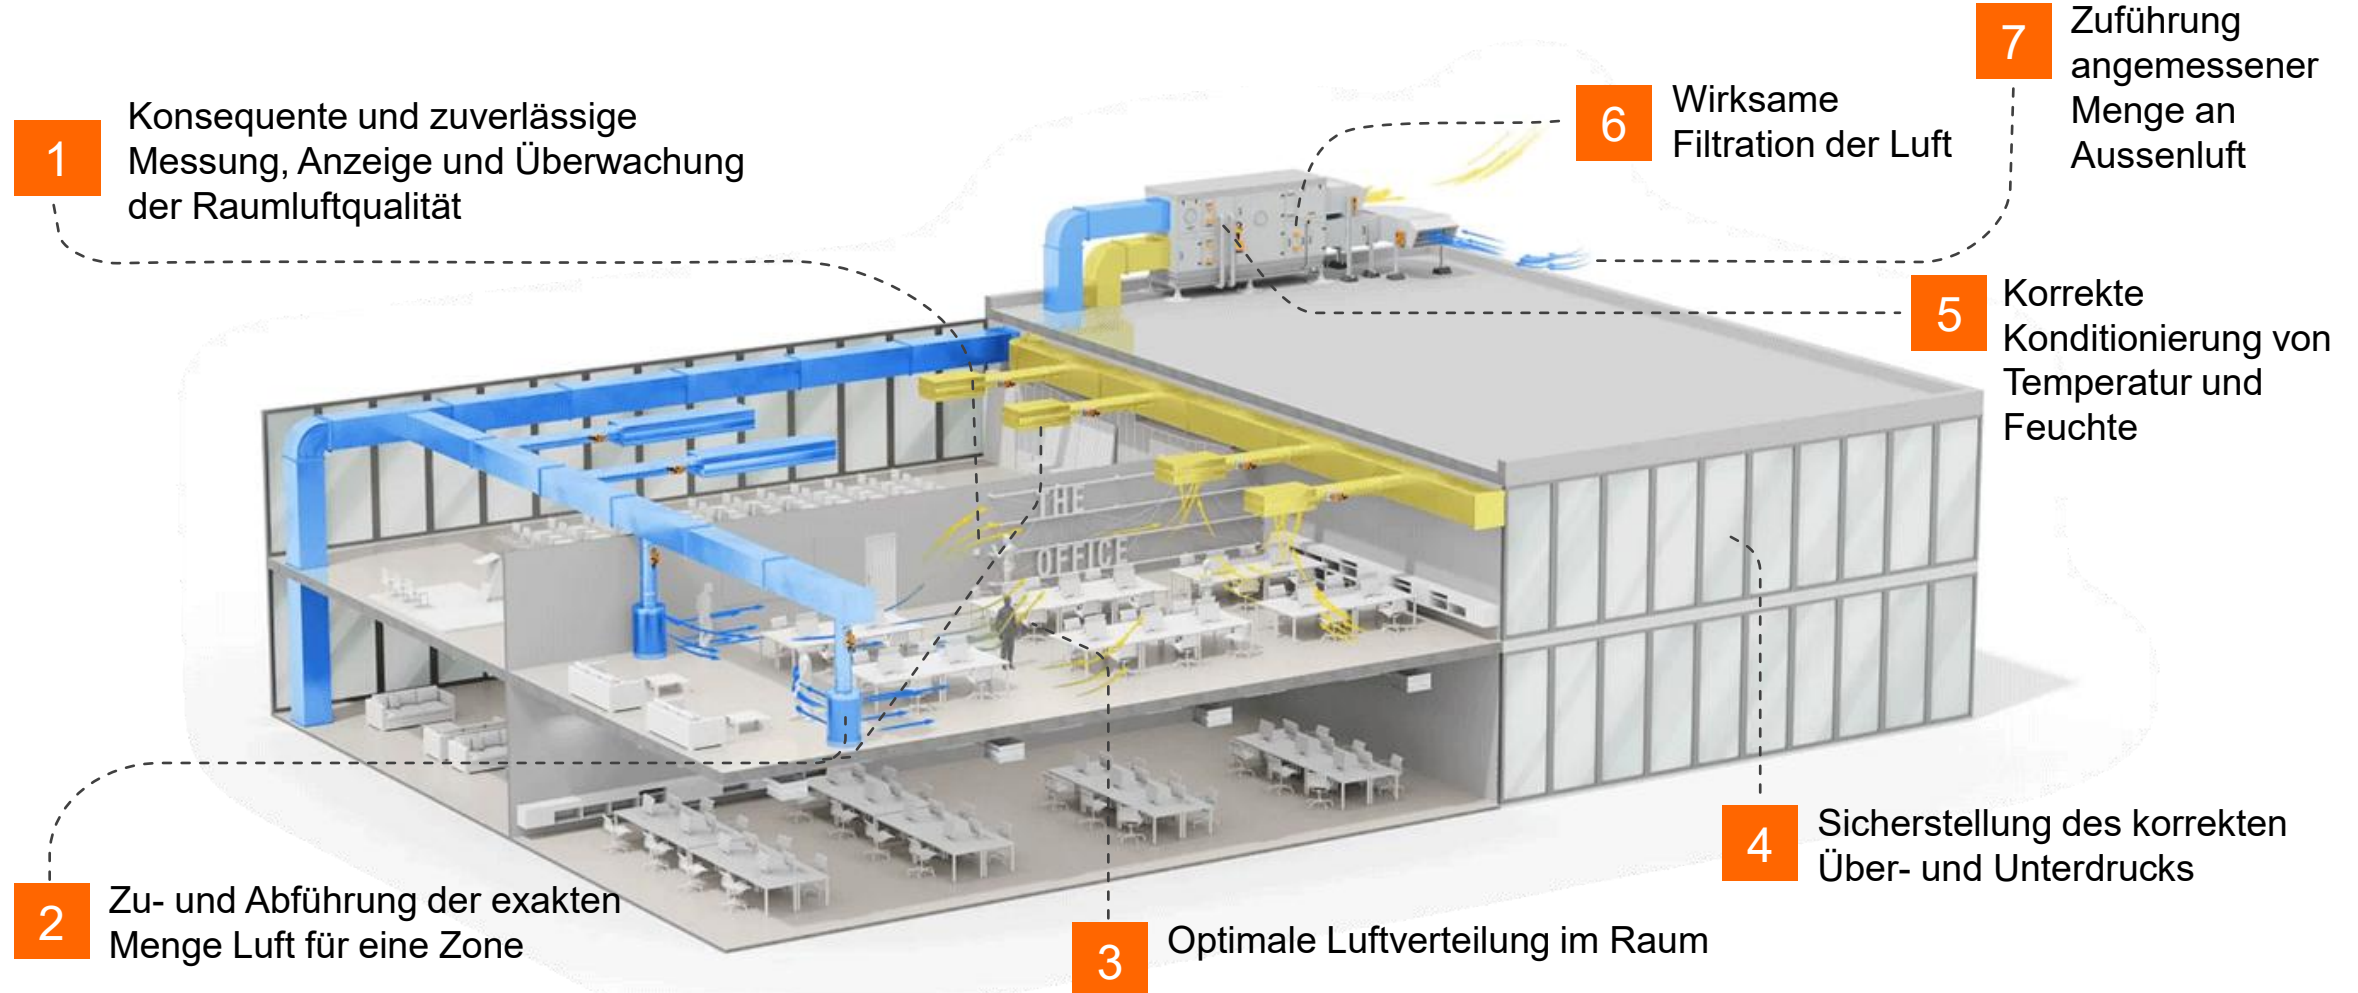 1
Konsequente und zuverlässige
Messung, Anzeige und Überwachung
der Raumluftqualität
6
Wirksame
Filtration der Luft
7
Zuführung
angemessener
Menge an
Aussenluft
5
Korrekte
Konditionierung von
Temperatur und
Feuchte
THE
OFFICE
4
Sicherstellung des korrekten
Über- und Unterdrucks
2
Zu- und Abführung der exakten
Menge Luft für eine Zone
3
Optimale Luftverteilung im Raum